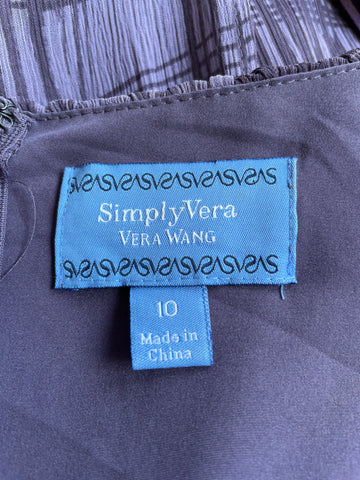 SimplyVera
VERA WANG
10
Made in
China